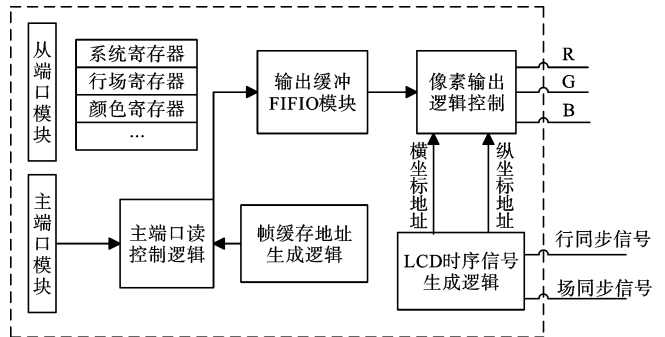 从端口模块
系统寄存器
行场寄存器
颜色寄存器
...
输出缓冲
FIFIO模块
像素输出
逻辑控制
R
G
B
横坐标地址
纵坐标地址
主端口模块
主端口读
控制逻辑
帧缓存地址
生成逻辑
LCD时序信号
生成逻辑
行同步信号
场同步信号